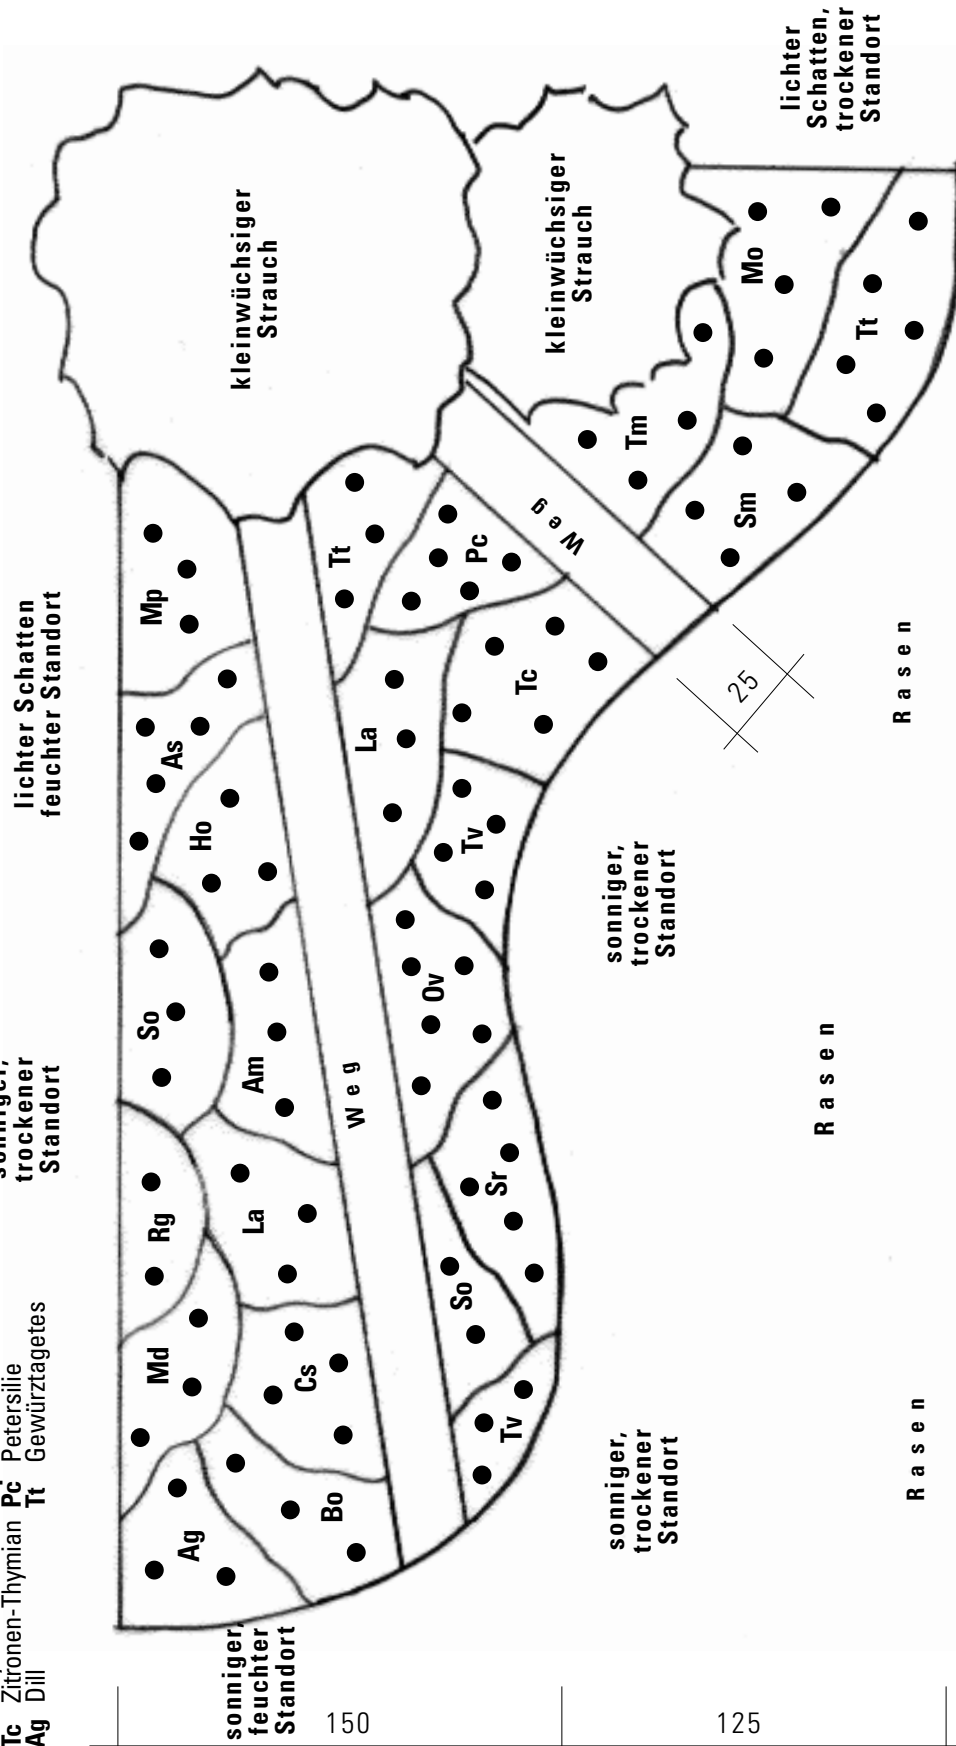 Tc Zitronen-Thymian Pc Petersilie
Ag Dill Tt Gewürztagetes
sonniger,
trockener
Standort
lichter Schatten
feuchter Standort
sonniger,
feuchter
Standort
Ag
Md
Rg
So
As
Mp
Ho
Bo
Cs
La
Am
kleinwüchsiger
Strauch
Weg
150
Tv
So
Sr
Ov
Tv
La
Tt
Tc
Pc
Weg
kleinwüchsiger
Strauch
Tm
Sm
Mo
Tt
25
lichter
Schatten,
trockener
Standort
sonniger,
trockener
Standort
sonniger,
trockener
Standort
125
Rasen
Rasen
Rasen